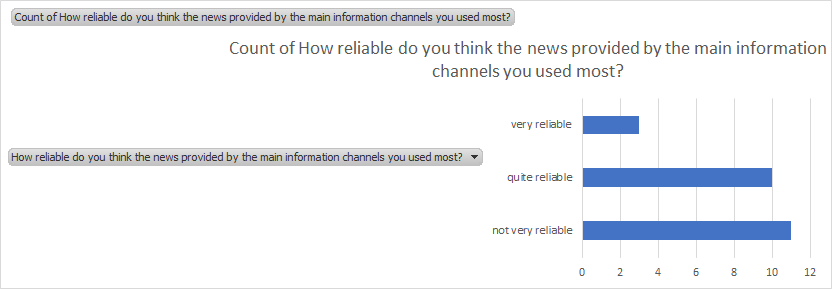 Count of How reliable do you think the news provided by the main information channels you used most?
Count of How reliable do you think the news provided by the main information
channels you used most?
very reliable
How reliable do you think the news provided by the main information channels you used most?
quite reliable
not very reliable
0 2 4 6 8 10 12